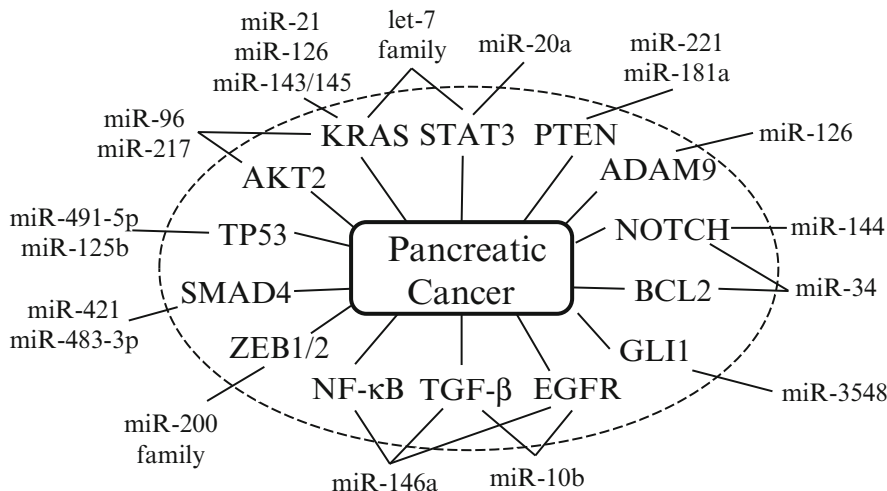 miR-21
miR-126
miR-143/145
let-7
family
miR-20a
miR-221
miR-181a
miR-96
miR-217
KRAS
STAT3
PTEN
miR-126
AKT2
ADAM9
miR-491-5p
miR-125b
TP53
Pancreatic
Cancer
NOTCH
miR-144
SMAD4
BCL2
miR-34
miR-421
miR-483-3p
ZEB1/2
GLI1
NF-κB
TGF-β
EGFR
miR-3548
miR-200
family
miR-146a
miR-10b